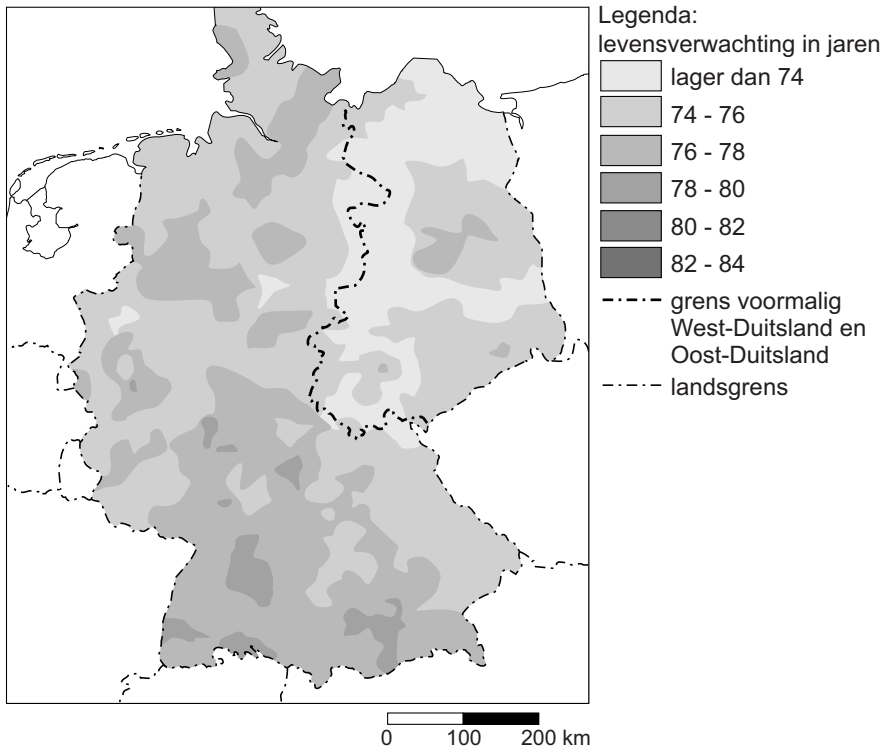 Legenda:
levensverwachting in jaren
lager dan 74
74 - 76
76 - 78
78 - 80
80 - 82
82 - 84
grens voormalig
West-Duitsland en
Oost-Duitsland
landsgrens
0 100 200 km